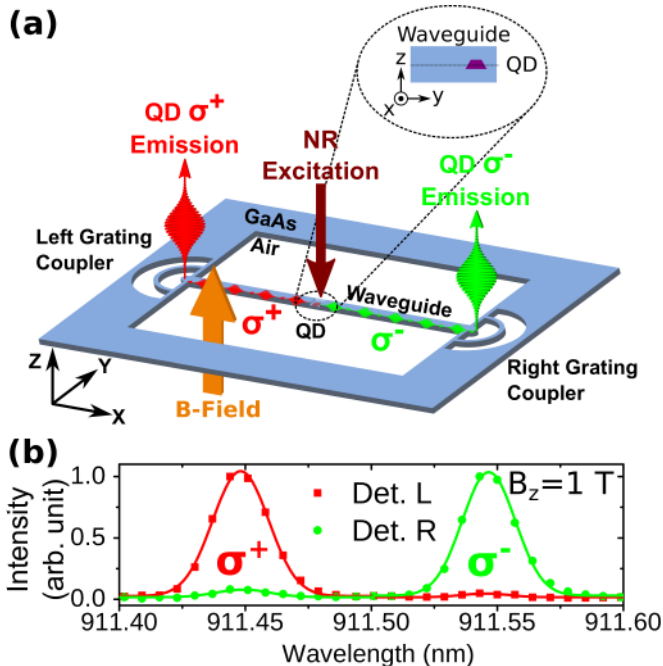 (a)
Waveguide
z
QD
x
y
QD σ⁺
Emission
NR
Excitation
QD σ⁻
Emission
GaAs
Air
Left Grating
Coupler
Waveguide
σ⁺
QD
σ⁻
Z
Y
X
B-Field
Right Grating
Coupler
(b)
Intensity
(arb. unit)
1.0
0.5
0.0
Det. L
Det. R
B_z=1 T
σ⁺
σ⁻
911.40
911.45
911.50
911.55
911.60
Wavelength (nm)